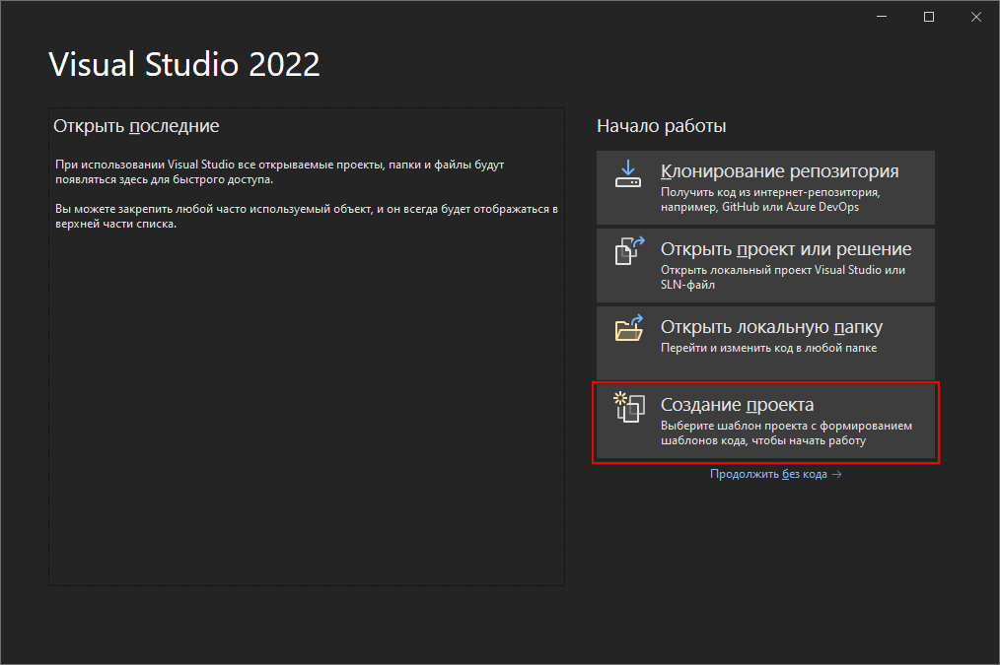 Visual Studio 2022
Открыть последние
При использовании Visual Studio все открываемые проекты, папки и файлы будут
появляться здесь для быстрого доступа.
Вы можете закрепить любой часто используемый объект, и он всегда будет отображаться в
верхней части списка.
Начало работы
Клонирование репозитория
Получить код из интернет-репозитория,
например, GitHub или Azure DevOps
Открыть проект или решение
Открыть локальный проект Visual Studio или
SLN-файл
Открыть локальную папку
Перейти и изменить код в любой папке
Создание проекта
Выберите шаблон проекта с формированием
шаблонов кода, чтобы начать работу
Продолжить без кода →